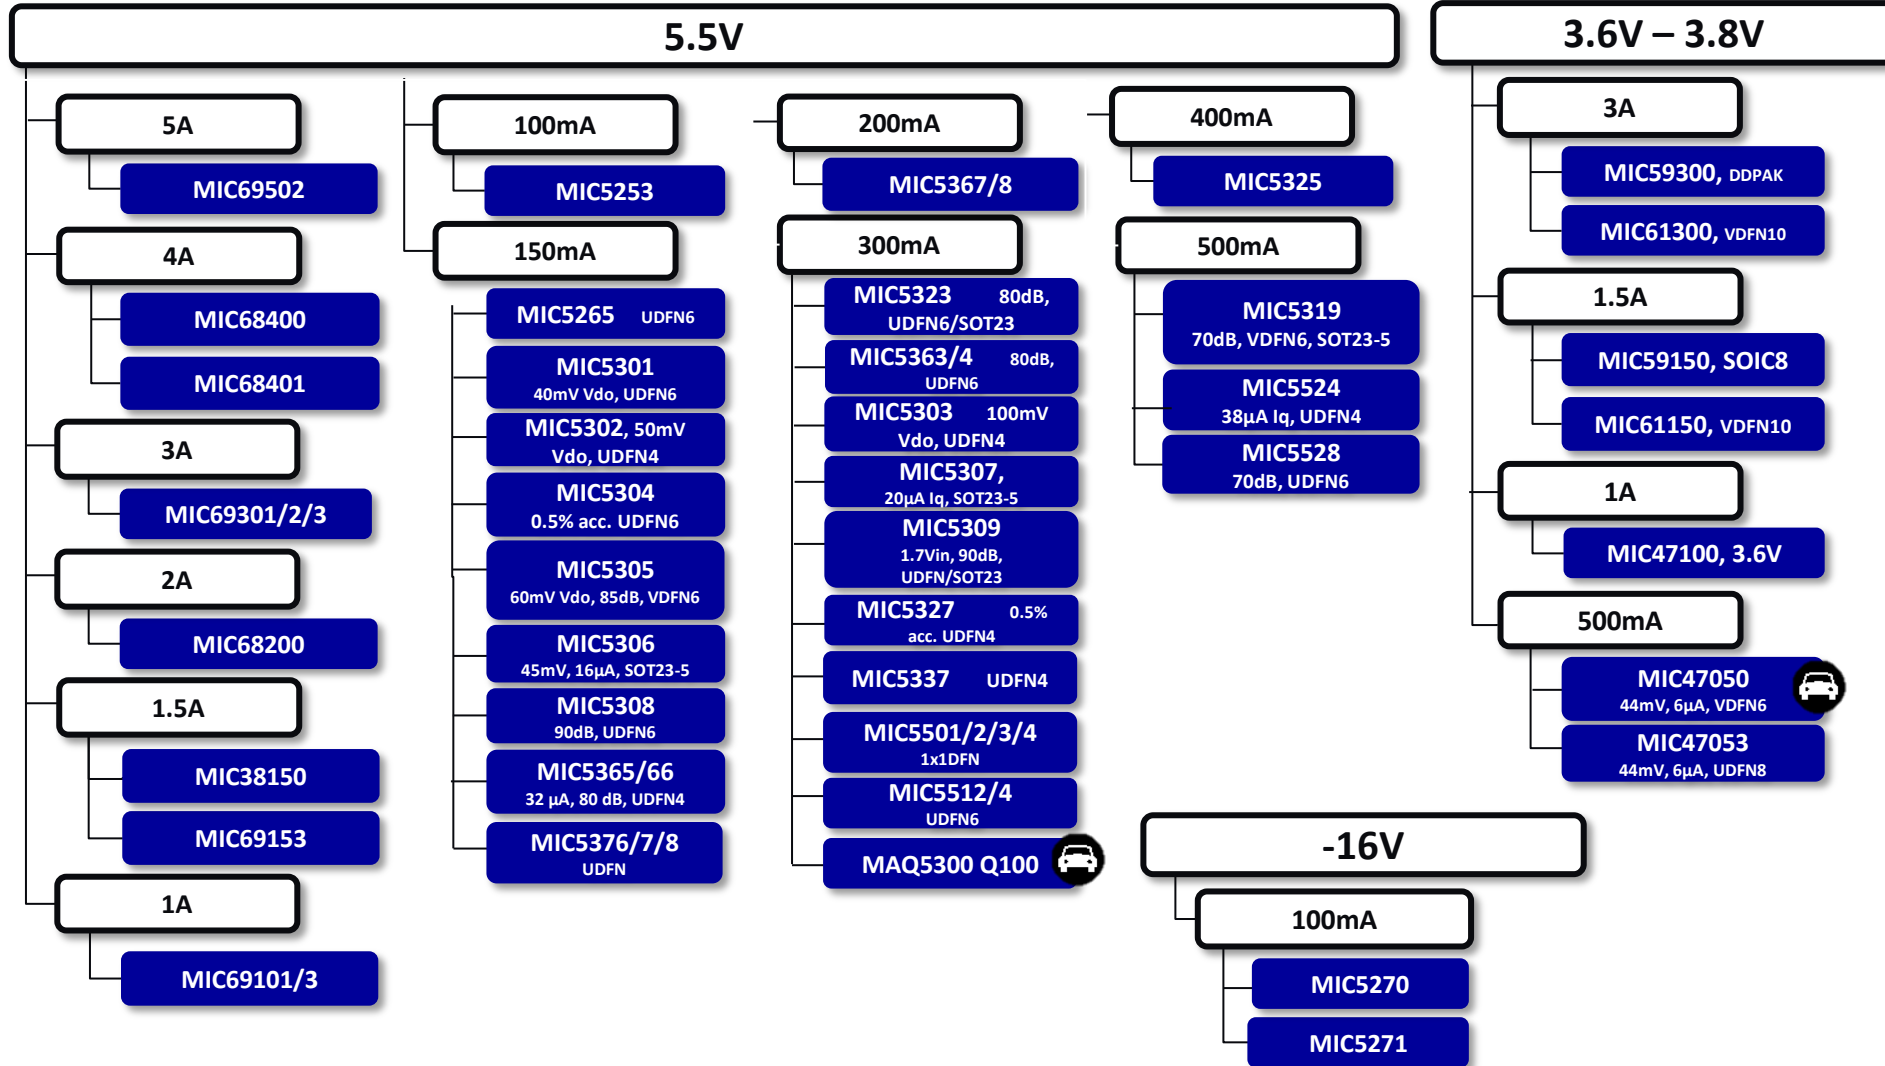 5.5V
5A
MIC69502
4A
MIC68400
MIC68401
3A
MIC69301/2/3
2A
MIC68200
1.5A
MIC38150
MIC69153
1A
MIC69101/3
100mA
MIC5253
150mA
MIC5265 UDFN6
MIC5301
40mV Vdo, UDFN6
MIC5302, 50mV
Vdo, UDFN4
MIC5304
0.5% acc. UDFN6
MIC5305
60mV Vdo, 85dB, VDFN6
MIC5306
45mV, 16µA, SOT23-5
MIC5308
90dB, UDFN6
MIC5365/66
32 µA, 80 dB, UDFN4
MIC5376/7/8
UDFN
200mA
MIC5367/8
300mA
MIC5323 80dB,
UDFN6/SOT23
MIC5363/4 80dB,
UDFN6
MIC5303 100mV
Vdo, UDFN4
MIC5307,
20µA Iq, SOT23-5
MIC5309
1.7Vin, 90dB,
UDFN/SOT23
MIC5327 0.5%
acc. UDFN4
MIC5337 UDFN4
MIC5501/2/3/4
1x1DFN
MIC5512/4
UDFN6
MAQ5300 Q100
400mA
MIC5325
500mA
MIC5319
70dB, VDFN6, SOT23-5
MIC5524
38µA Iq, UDFN4
MIC5528
70dB, UDFN6
3.6V – 3.8V
3A
MIC59300, DDPAK
MIC61300, VDFN10
1.5A
MIC59150, SOIC8
MIC61150, VDFN10
1A
MIC47100, 3.6V
500mA
MIC47050
44mV, 6µA, VDFN6
MIC47053
44mV, 6µA, UDFN8
-16V
100mA
MIC5270
MIC5271